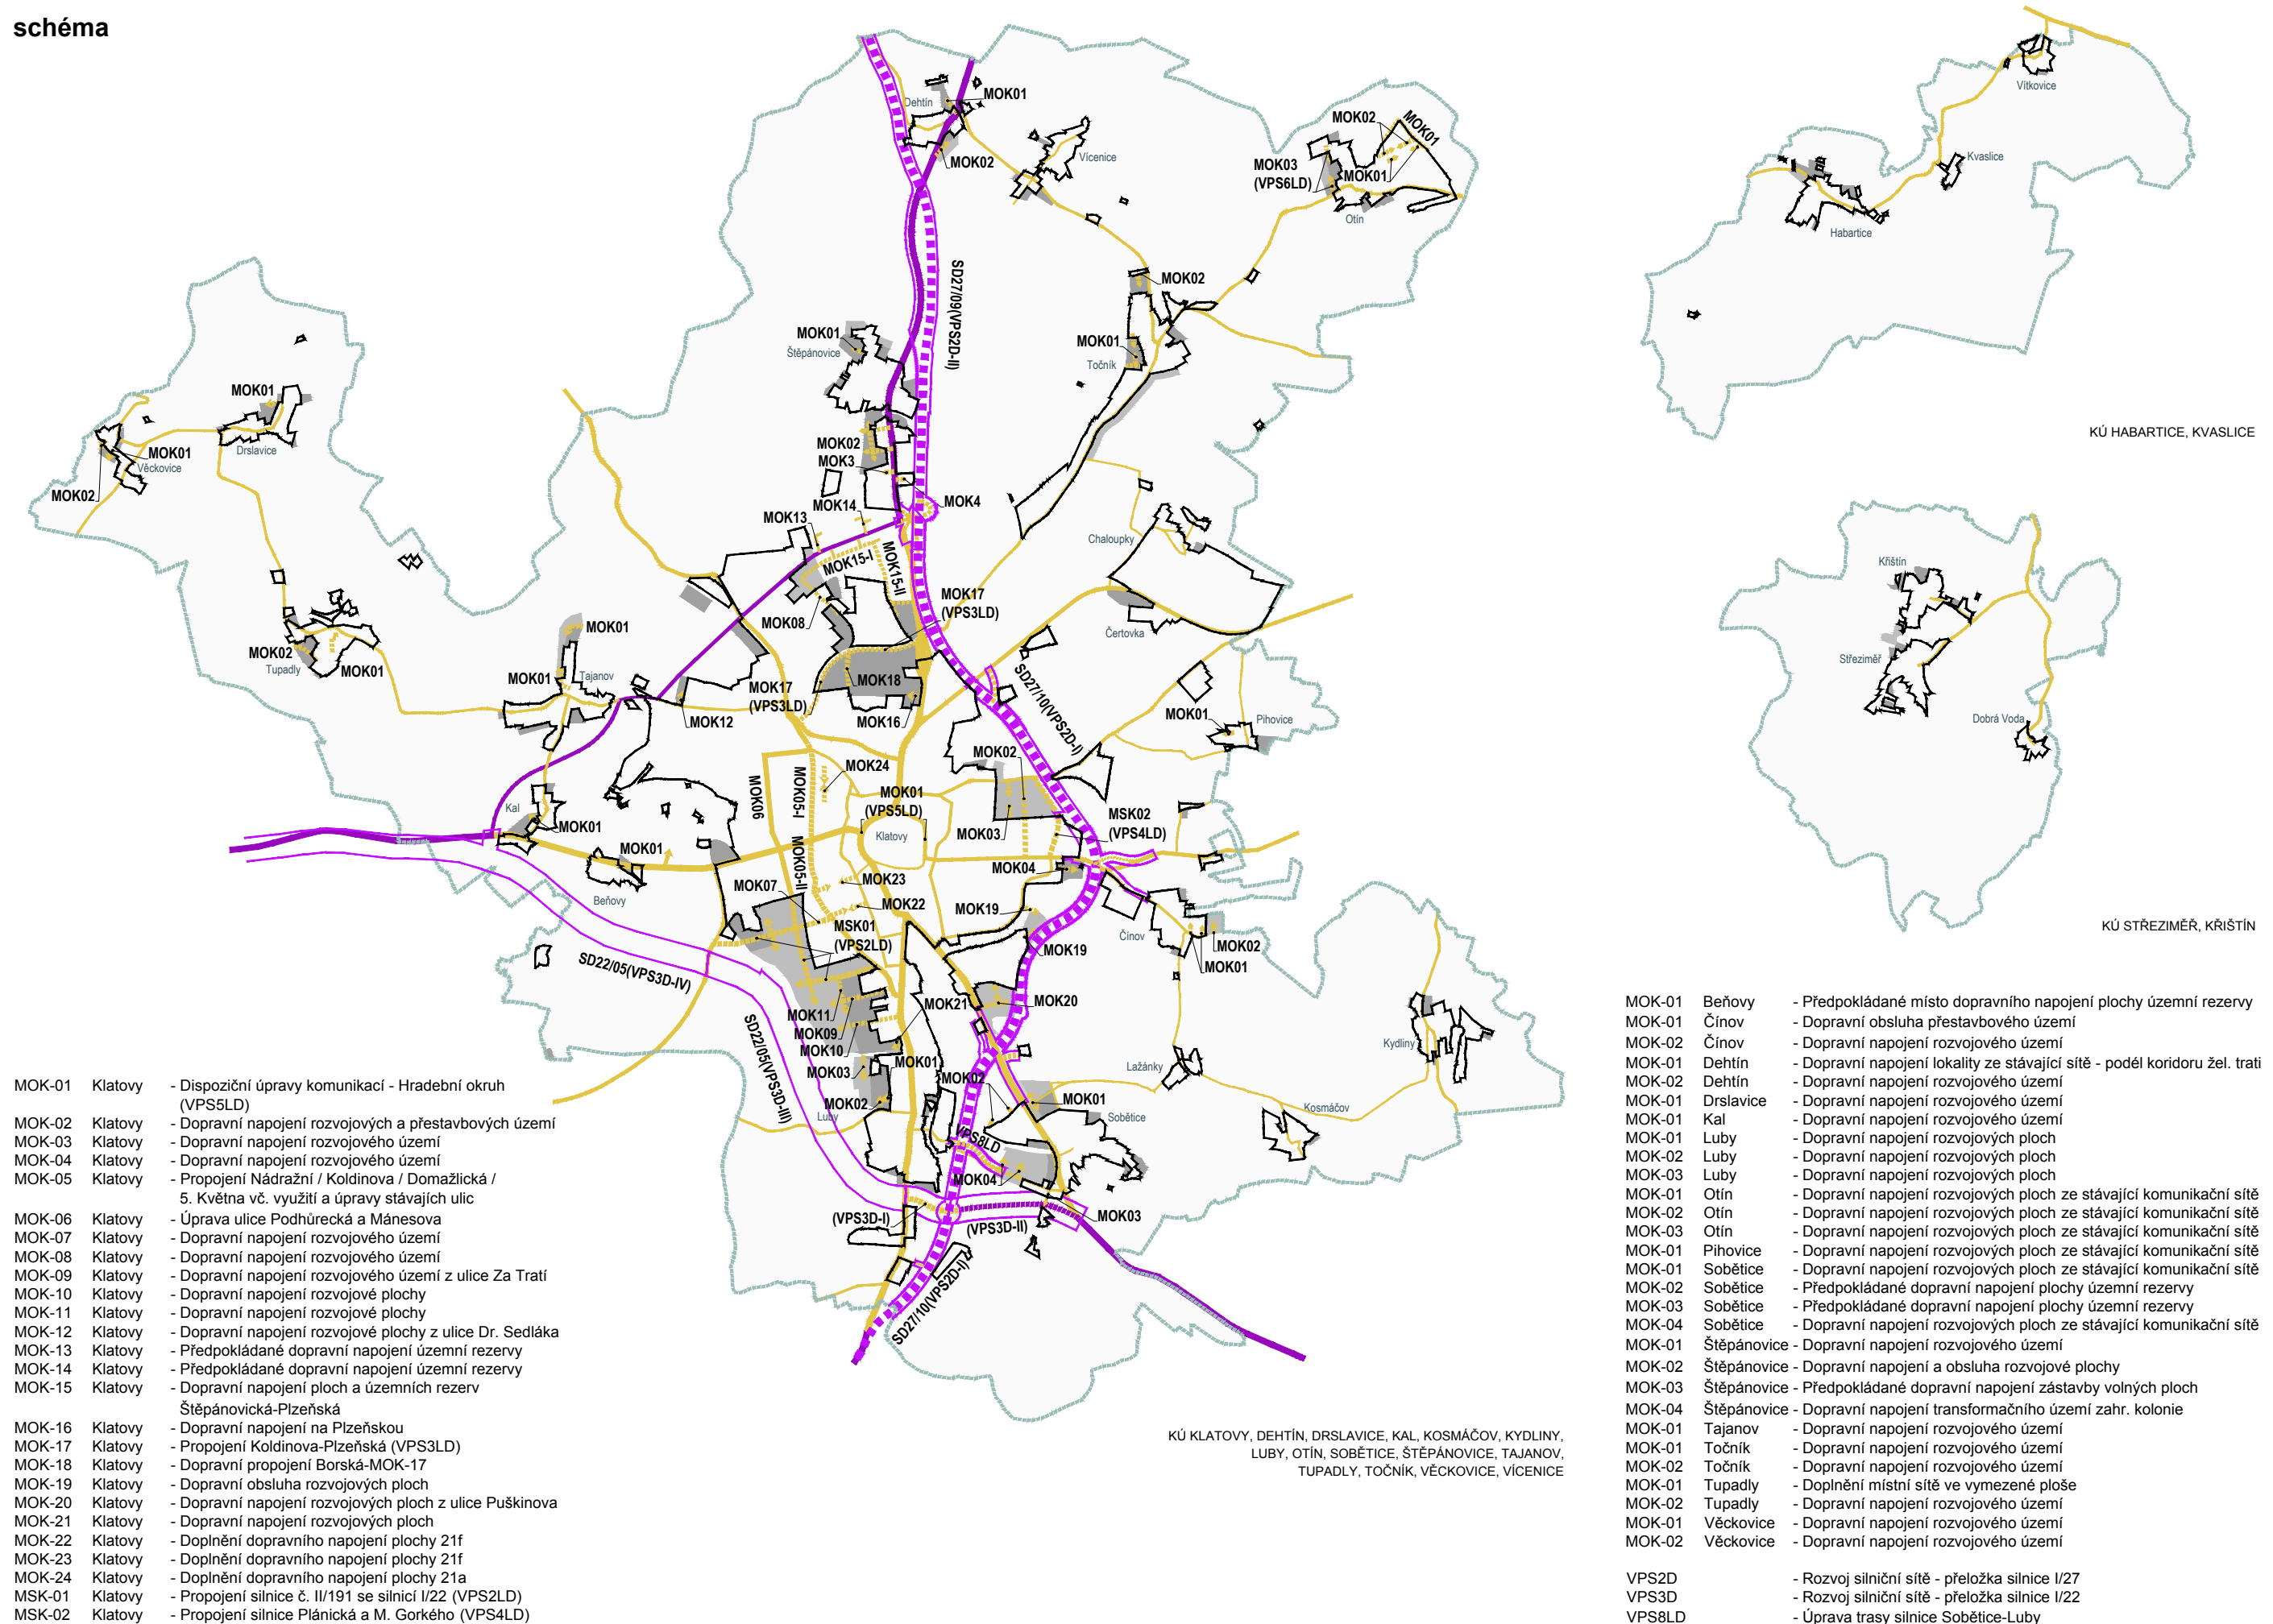 schéma
Dehtín
MOK01
MOK02
Vícenice
MOK02
MOK01
MOK03
(VPS6LD)
MOK01
Otín
Vítkovice
Kvaslice
Habartice
KÚ HABARTICE, KVASLICE
SD27/09(VPS2D-II)
MOK02
MOK01
Točník
MOK01
Štěpánovice
MOK02
MOK3
MOK4
MOK14
MOK13
MOK15-I
MOK15-II
MOK01
Drslavice
MOK01
Věckovice
MOK02
Chaloupky
Čertovka
MOK17
(VPS3LD)
MOK08
MOK01
MOK02
Tupadly
MOK01
MOK01
Tajanov
MOK12
MOK17
(VPS3LD)
MOK18
MOK16
SD27/10(VPS2D-I)
MOK01
Pihovice
Křištín
Střeziměř
Dobrá Voda
KÚ STŘEZIMĚŘ, KŘIŠTÍN
MOK02
MOK24
MOK06
MOK05-I
MOK01
(VPS5LD)
Klatovy
MOK03
MSK02
(VPS4LD)
Kal
MOK01
MOK01
Beňovy
MOK05-II
MOK04
MOK23
MOK07
MOK22
MOK19
MSK01
(VPS2LD)
MOK19
Čínov
MOK02
MOK01
SD22/05(VPS3D-IV)
MOK20
MOK21
MOK11
MOK09
MOK10
SD22/05(VPS3D-III)
MOK01
MOK03
MOK02
MOK02
Luby
MOK01
Sobětice
Lažánky
Kydliny
Kosmáčov
VPS8LD
MOK04
MOK03
(VPS3D-I)
(VPS3D-II)
SD27/10(VPS2D-I)
KÚ KLATOVY, DEHTÍN, DRSLAVICE, KAL, KOSMÁČOV, KYDLINY,
LUBY, OTÍN, SOBĚTICE, ŠTĚPÁNOVICE, TAJANOV,
TUPADLY, TOČNÍK, VĚCKOVICE, VÍCENICE
MOK-01 Klatovy - Dispoziční úpravy komunikací - Hradební okruh
(VPS5LD)
MOK-02 Klatovy - Dopravní napojení rozvojových a přestavbových území
MOK-03 Klatovy - Dopravní napojení rozvojového území
MOK-04 Klatovy - Dopravní napojení rozvojového území
MOK-05 Klatovy - Propojení Nádražní / Koldinova / Domažlická /
5. Května vč. využití a úpravy stávajích ulic
MOK-06 Klatovy - Úprava ulice Podhůrecká a Mánesova
MOK-07 Klatovy - Dopravní napojení rozvojového území
MOK-08 Klatovy - Dopravní napojení rozvojového území
MOK-09 Klatovy - Dopravní napojení rozvojového území z ulice Za Tratí
MOK-10 Klatovy - Dopravní napojení rozvojové plochy
MOK-11 Klatovy - Dopravní napojení rozvojové plochy
MOK-12 Klatovy - Dopravní napojení rozvojové plochy z ulice Dr. Sedláka
MOK-13 Klatovy - Předpokládané dopravní napojení územní rezervy
MOK-14 Klatovy - Předpokládané dopravní napojení územní rezervy
MOK-15 Klatovy - Dopravní napojení ploch a územních rezerv
Štěpánovická-Plzeňská
MOK-16 Klatovy - Dopravní napojení na Plzeňskou
MOK-17 Klatovy - Propojení Koldinova-Plzeňská (VPS3LD)
MOK-18 Klatovy - Dopravní propojení Borská-MOK-17
MOK-19 Klatovy - Dopravní obsluha rozvojových ploch
MOK-20 Klatovy - Dopravní napojení rozvojových ploch z ulice Puškinova
MOK-21 Klatovy - Dopravní napojení rozvojových ploch
MOK-22 Klatovy - Doplnění dopravního napojení plochy 21f
MOK-23 Klatovy - Doplnění dopravního napojení plochy 21f
MOK-24 Klatovy - Doplnění dopravního napojení plochy 21a
MSK-01 Klatovy - Propojení silnice č. II/191 se silnicí I/22 (VPS2LD)
MSK-02 Klatovy - Propojení silnice Plánická a M. Gorkého (VPS4LD)
MOK-01 Beňovy - Předpokládané místo dopravního napojení plochy územní rezervy
MOK-01 Čínov - Dopravní obsluha přestavbového území
MOK-02 Čínov - Dopravní napojení rozvojového území
MOK-01 Dehtín - Dopravní napojení lokality ze stávající sítě - podél koridoru žel. trati
MOK-02 Dehtín - Dopravní napojení rozvojového území
MOK-01 Drslavice - Dopravní napojení rozvojového území
MOK-01 Kal - Dopravní napojení rozvojového území
MOK-01 Luby - Dopravní napojení rozvojových ploch
MOK-02 Luby - Dopravní napojení rozvojových ploch
MOK-03 Luby - Dopravní napojení rozvojových ploch
MOK-01 Otín - Dopravní napojení rozvojových ploch ze stávající komunikační sítě
MOK-02 Otín - Dopravní napojení rozvojových ploch ze stávající komunikační sítě
MOK-03 Otín - Dopravní napojení rozvojových ploch ze stávající komunikační sítě
MOK-01 Pihovice - Dopravní napojení rozvojových ploch ze stávající komunikační sítě
MOK-01 Sobětice - Dopravní napojení rozvojových ploch ze stávající komunikační sítě
MOK-02 Sobětice - Předpokládané dopravní napojení plochy územní rezervy
MOK-03 Sobětice - Předpokládané dopravní napojení plochy územní rezervy
MOK-04 Sobětice - Dopravní napojení rozvojových ploch ze stávající komunikační sítě
MOK-01 Štěpánovice - Dopravní napojení rozvojového území
MOK-02 Štěpánovice - Dopravní napojení a obsluha rozvojové plochy
MOK-03 Štěpánovice - Předpokládané dopravní napojení zástavby volných ploch
MOK-04 Štěpánovice - Dopravní napojení transformačního území zahr. kolonie
MOK-01 Tajanov - Dopravní napojení rozvojového území
MOK-01 Točník - Dopravní napojení rozvojového území
MOK-02 Točník - Dopravní napojení rozvojového území
MOK-01 Tupadly - Doplnění místní sítě ve vymezené ploše
MOK-02 Tupadly - Dopravní napojení rozvojového území
MOK-01 Věckovice - Dopravní napojení rozvojového území
MOK-02 Věckovice - Dopravní napojení rozvojového území
VPS2D - Rozvoj silniční sítě - přeložka silnice I/27
VPS3D - Rozvoj silniční sítě - přeložka silnice I/22
VPS8LD - Úprava trasy silnice Sobětice-Luby